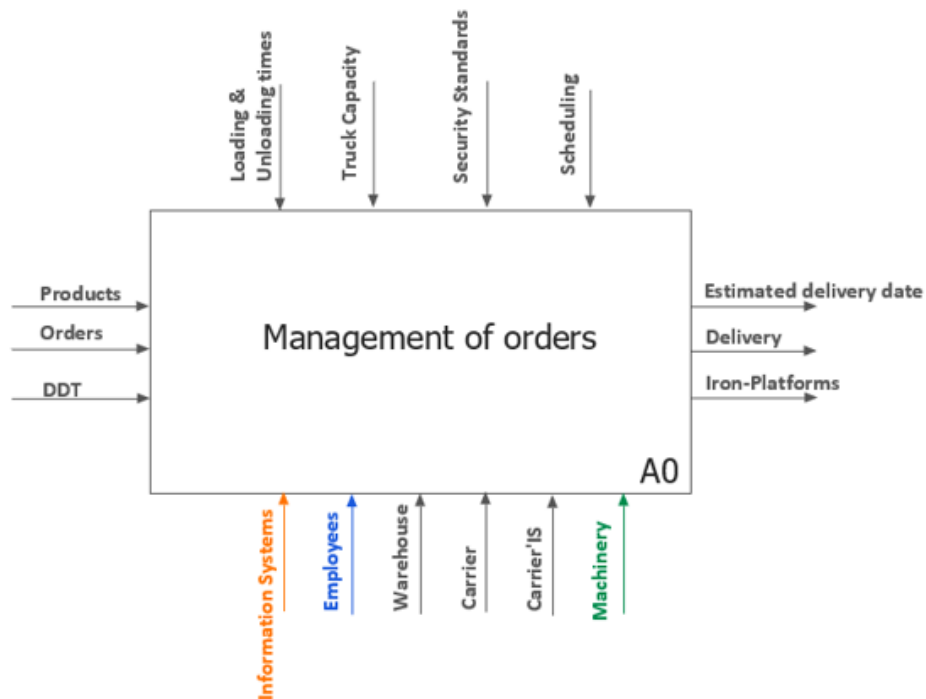 Loading &
Unloading times
Truck Capacity
Security Standards
Scheduling
Products
Orders
DDT
Management of orders
A0
Estimated delivery date
Delivery
Iron-Platforms
Information Systems
Employees
Warehouse
Carrier
Carrier'IS
Machinery